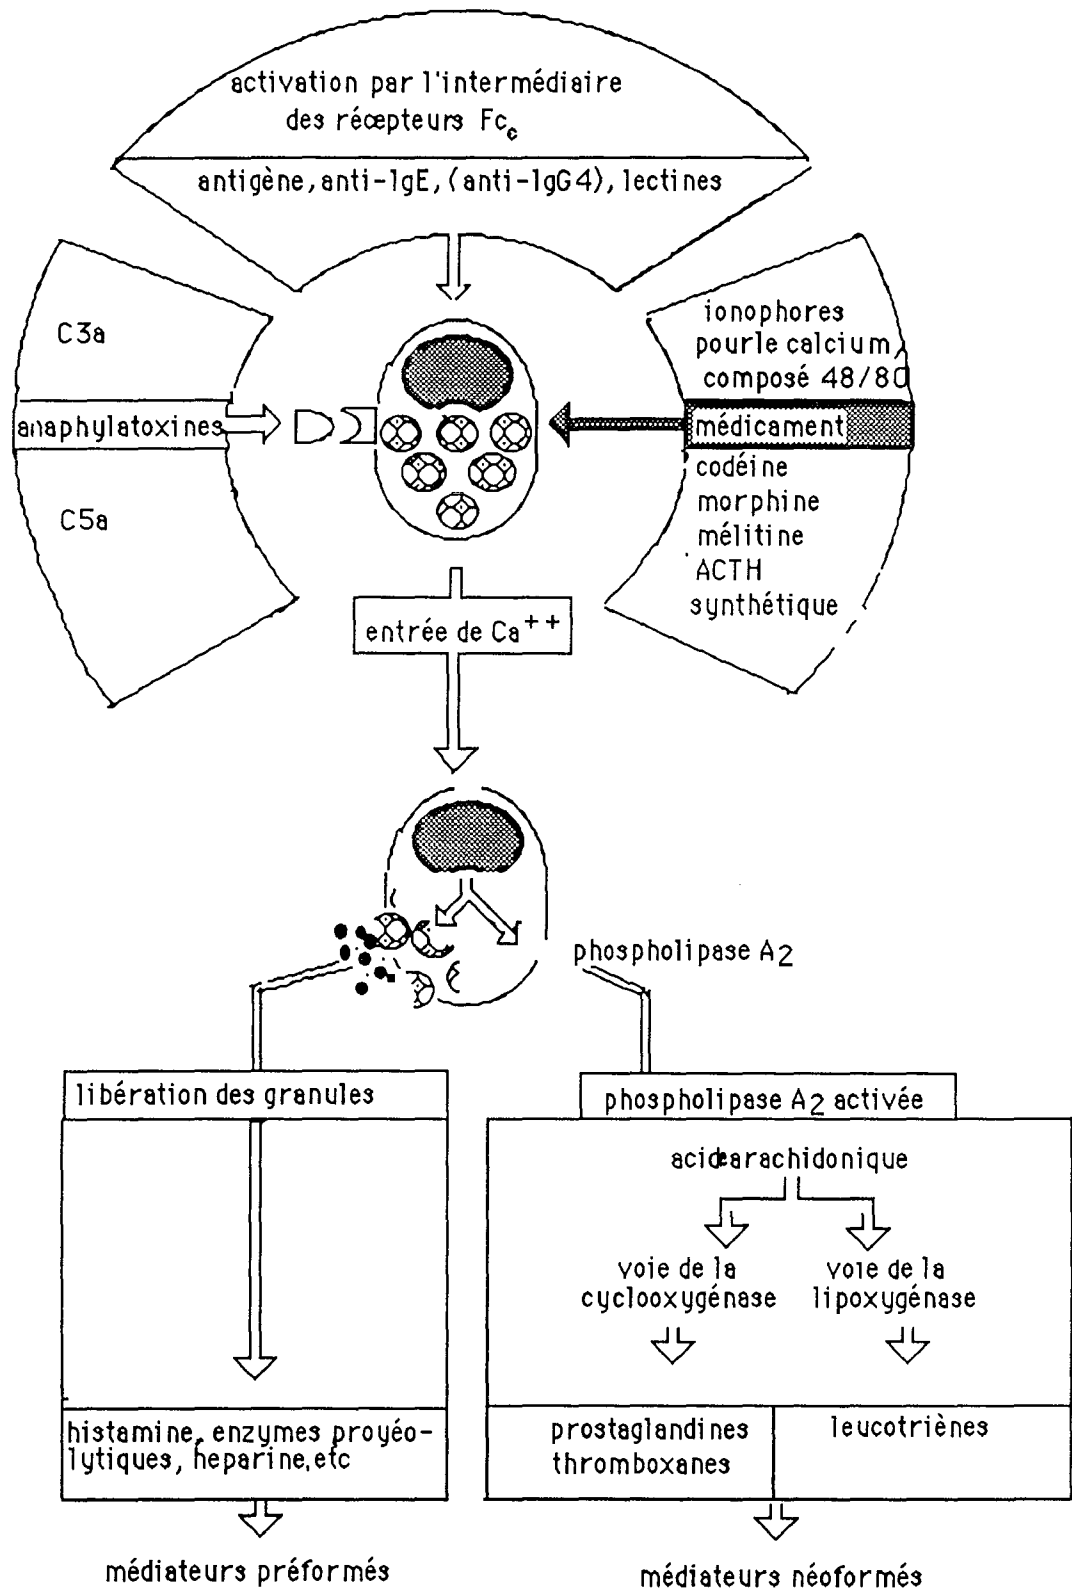 activation par l'intermédiaire
des récepteurs Fc
antigène, anti-IgE, (anti-IgG4), lectines
C3a
anaphylatoxines
C5a
ionophores
pourle calcium,
composé 48/80
médicament
codéine
morphine
mélitine
ACTH
synthétique
entrée de Ca++
phospholipase A2
libération des granules
histamine, enzymes proyéo-
lytiques, heparine, etc
médiateurs préformés
phospholipase A2 activée
acide arachidonique
voie de la
cyclooxygénase
voie de la
lipoxygénase
prostaglandines
thromboxanes
leucotriènes
médiateurs néoformés